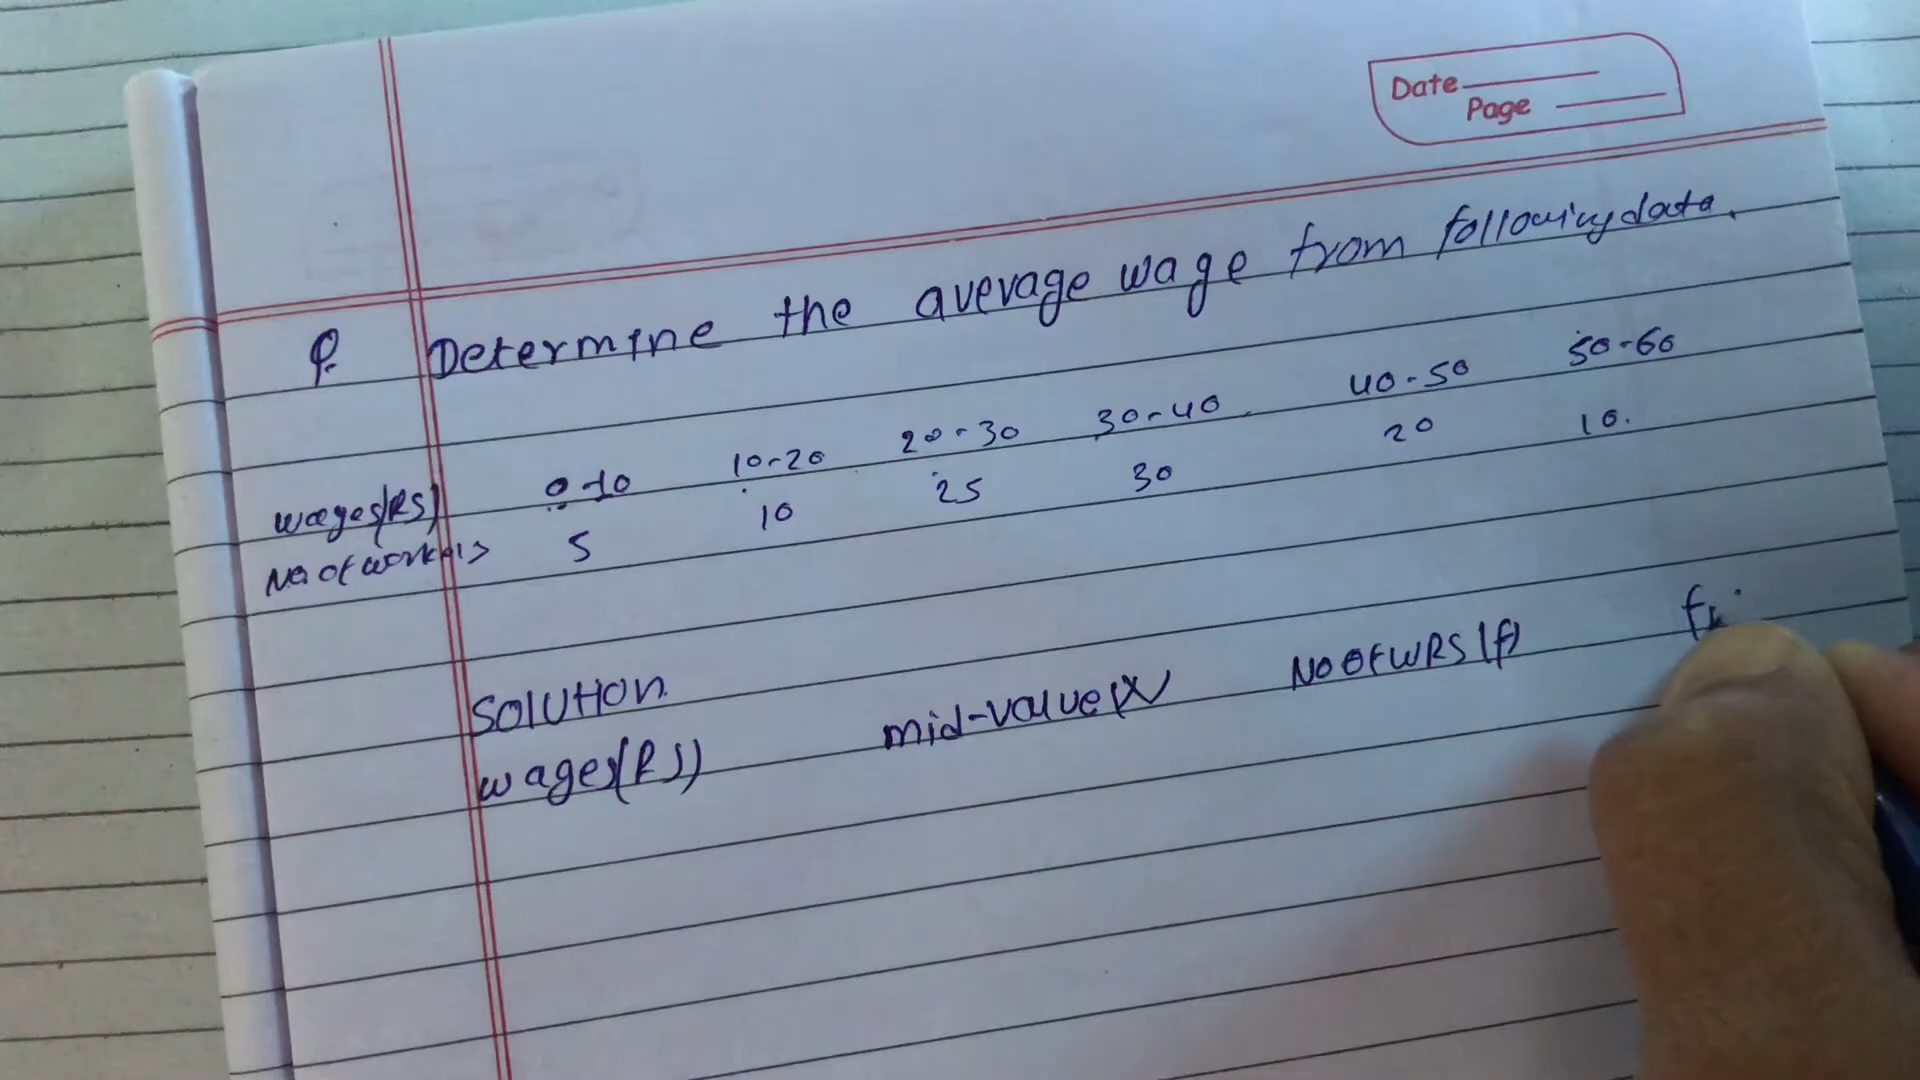 Date
Page
Q. Determine the average wage from following data.
Wages(RS) 0-10 10-20 20-30 30-40 40-50 50-60
No of workers 5 10 25 30 20 10.
Solution
Wages(RS) mid-value(X) No of WRS (f) fx